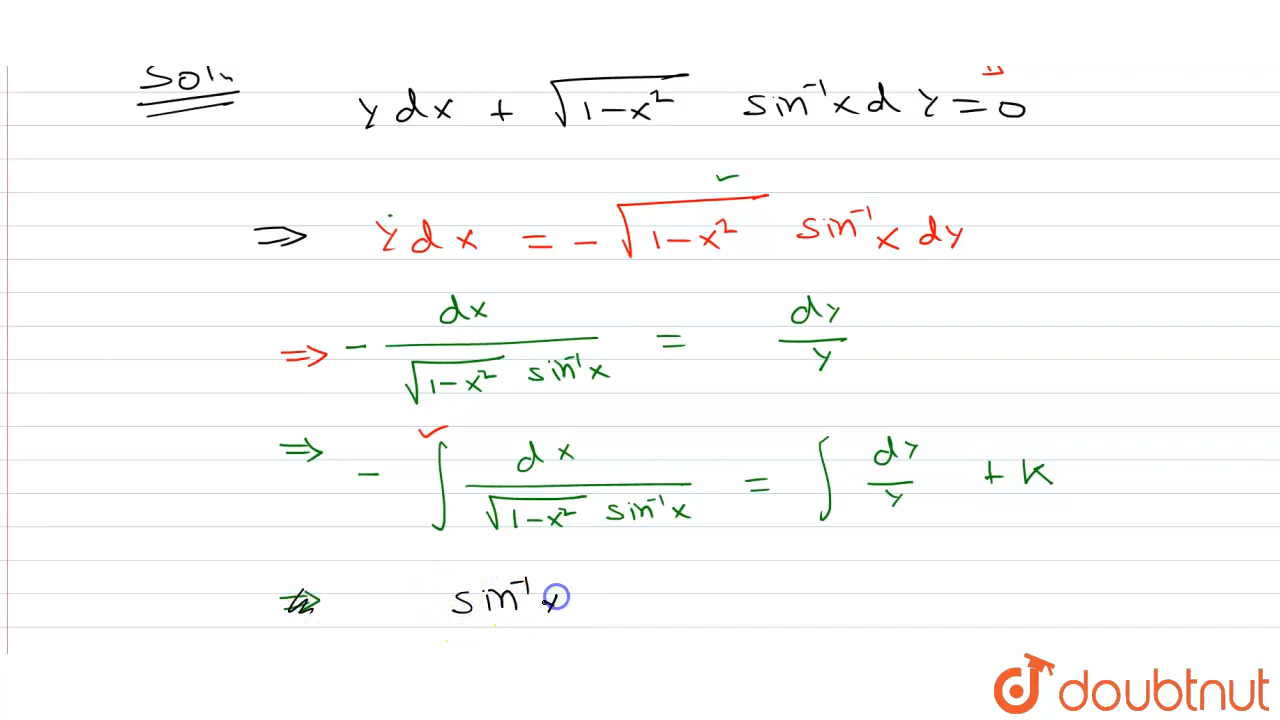 Soln
y dx + √(1-x²) sin⁻¹x dy = 0
⇒ y dx = - √(1-x²) sin⁻¹x dy
⇒ - dx / (√(1-x²) sin⁻¹x) = dy / y
⇒ - ∫ dx / (√(1-x²) sin⁻¹x) = ∫ dy / y + K
sin⁻¹x
doubtnut